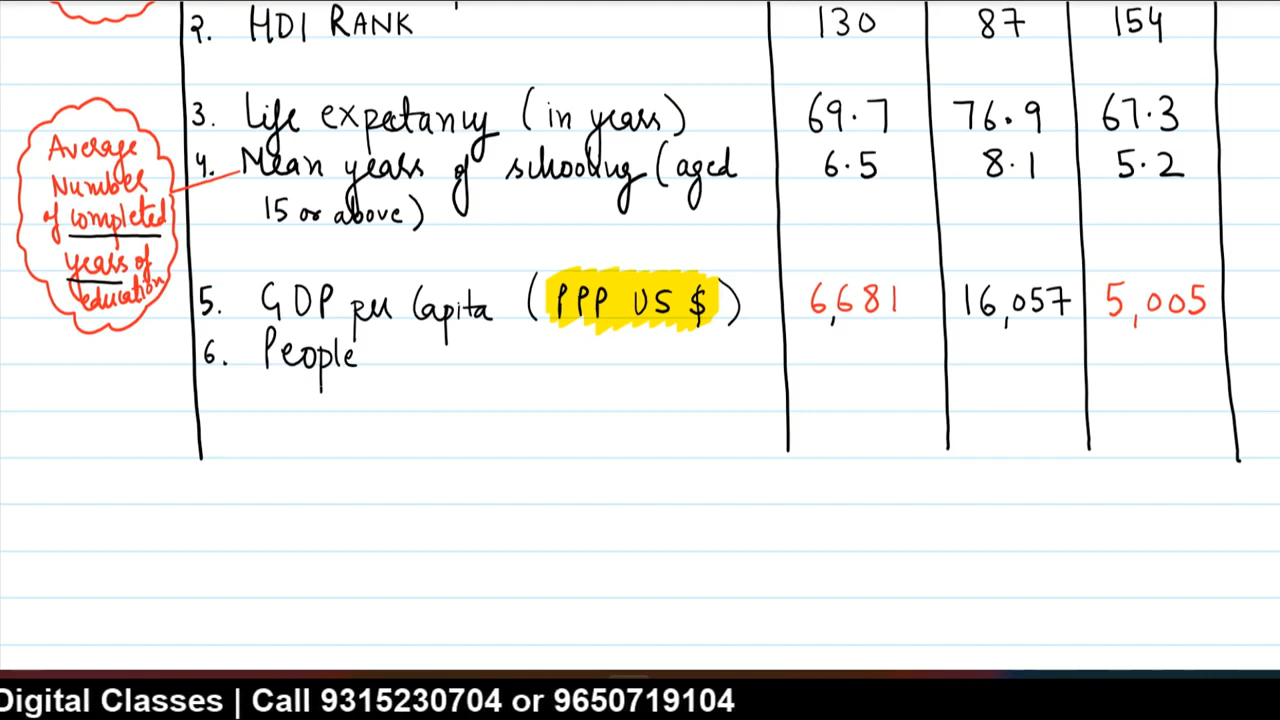 2. HDI RANK 130 87 154
3. Life expectancy (in years) 69.7 76.9 67.3
4. Mean years of schooling (aged 6.5 8.1 5.2
15 or above)
Average
Number
of completed
years of
education
5. GDP per Capita (PPP US $) 6,681 16,057 5,005
6. People
Digital Classes | Call 9315230704 or 9650719104